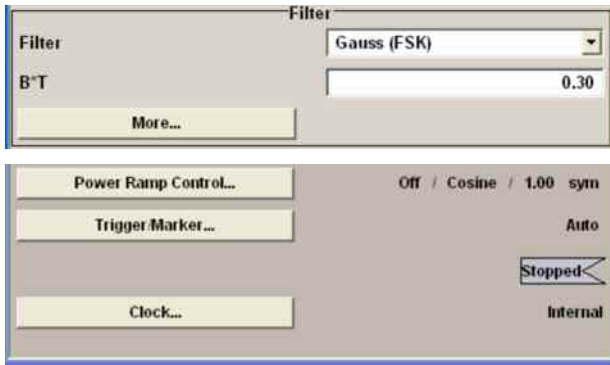 Filter
Filter Gauss (FSK)
B*T 0.30
More...
Power Ramp Control... Off / Cosine / 1.00 sym
Trigger/Marker... Auto
Stopped
Clock... Internal